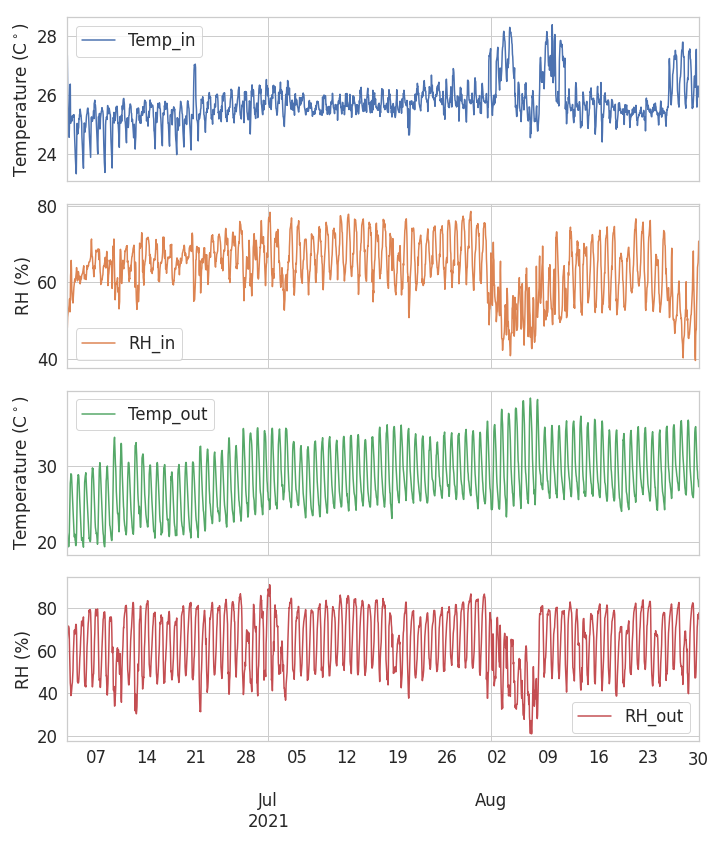 Temperature (C°)
28
26
24
Temp_in
RH (%)
80
60
40
RH_in
Temperature (C°)
30
20
Temp_out
RH (%)
80
60
40
20
RH_out
07 14 21 28 05 12 19 26 02 09 16 23 30
Jul Aug
2021